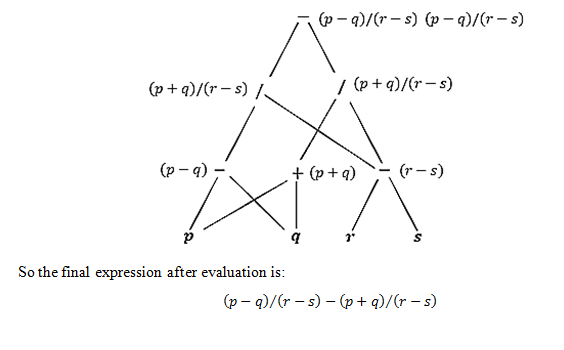 − (p − q)/(r − s) (p − q)/(r − s)
(p + q)/(r − s) / / (p + q)/(r − s)
(p − q) − + (p + q) − (r − s)
p q r s
So the final expression after evaluation is:
(p − q)/(r − s) − (p + q)/(r − s)